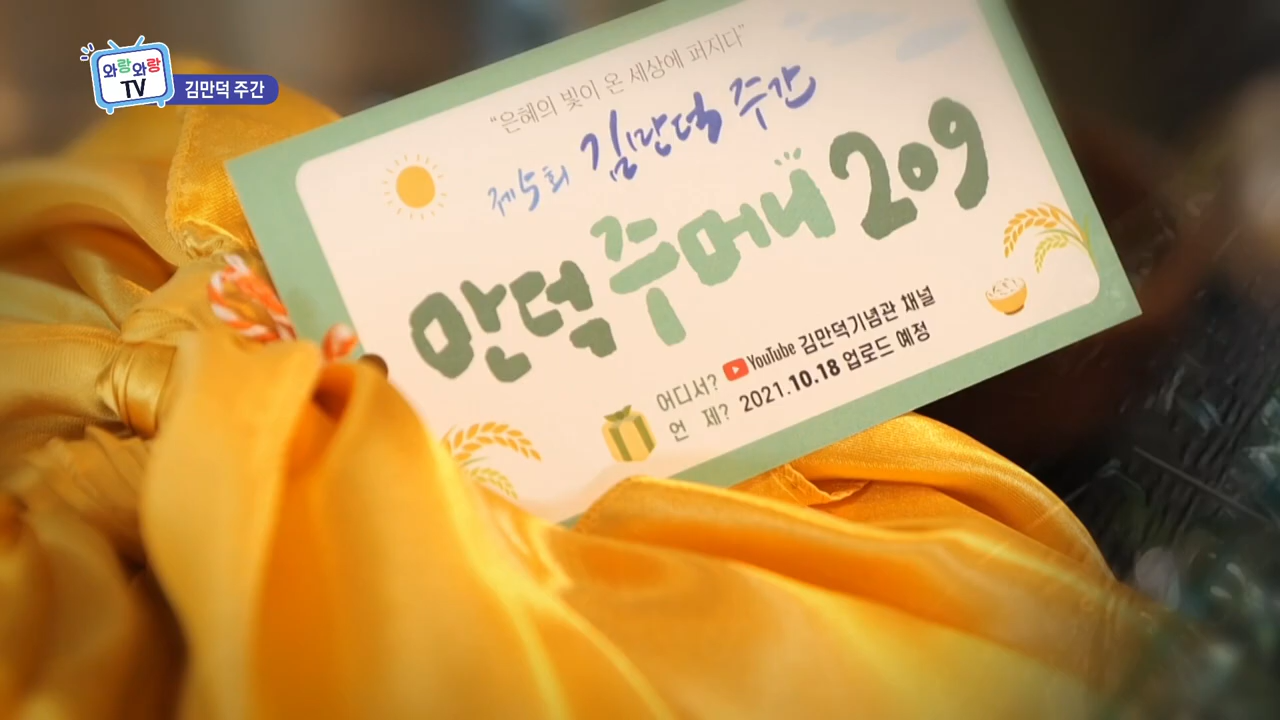 와랑와랑
TV
김만덕 주간
"은혜의 빛이 온 세상에 퍼지다"
제5회 김만덕 주간
만덕주머니209
어디서? YouTube 김만덕기념관 채널
언 제? 2021.10.18 업로드 예정